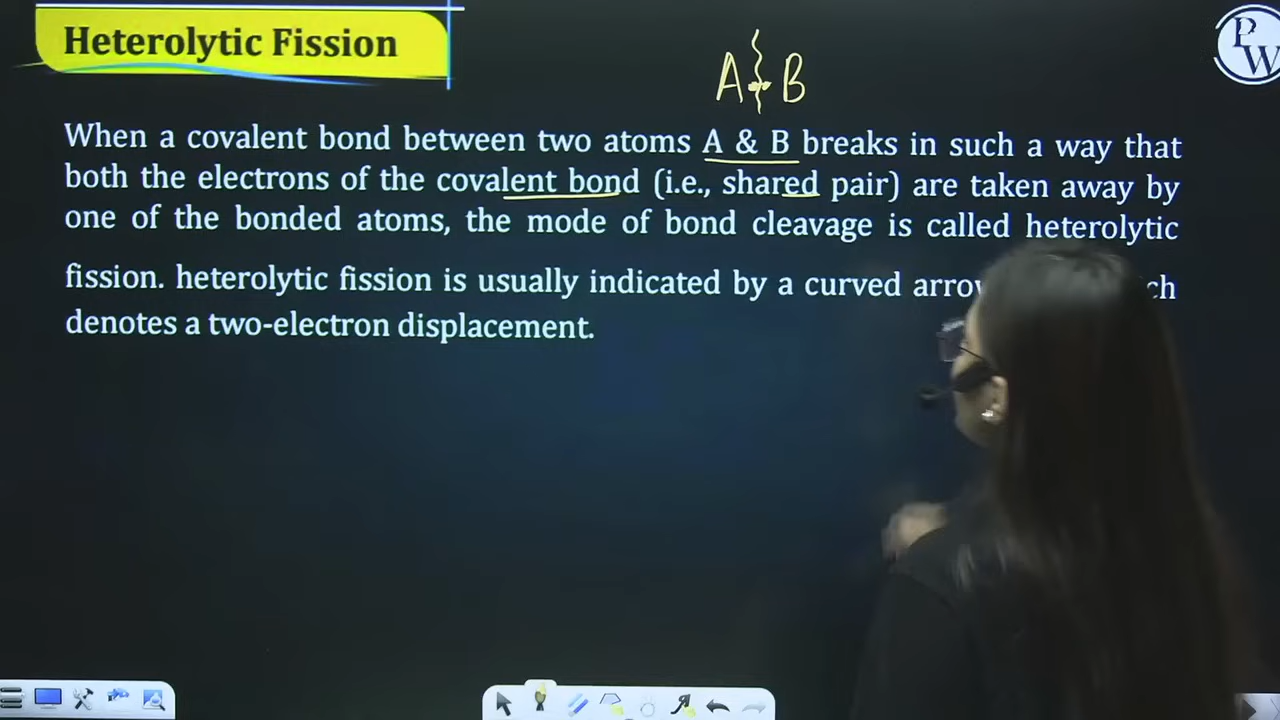 Heterolytic Fission
A B
PW
When a covalent bond between two atoms A & B breaks in such a way that
both the electrons of the covalent bond (i.e., shared pair) are taken away by
one of the bonded atoms, the mode of bond cleavage is called heterolytic
fission. heterolytic fission is usually indicated by a curved
denotes a two-electron displacement.